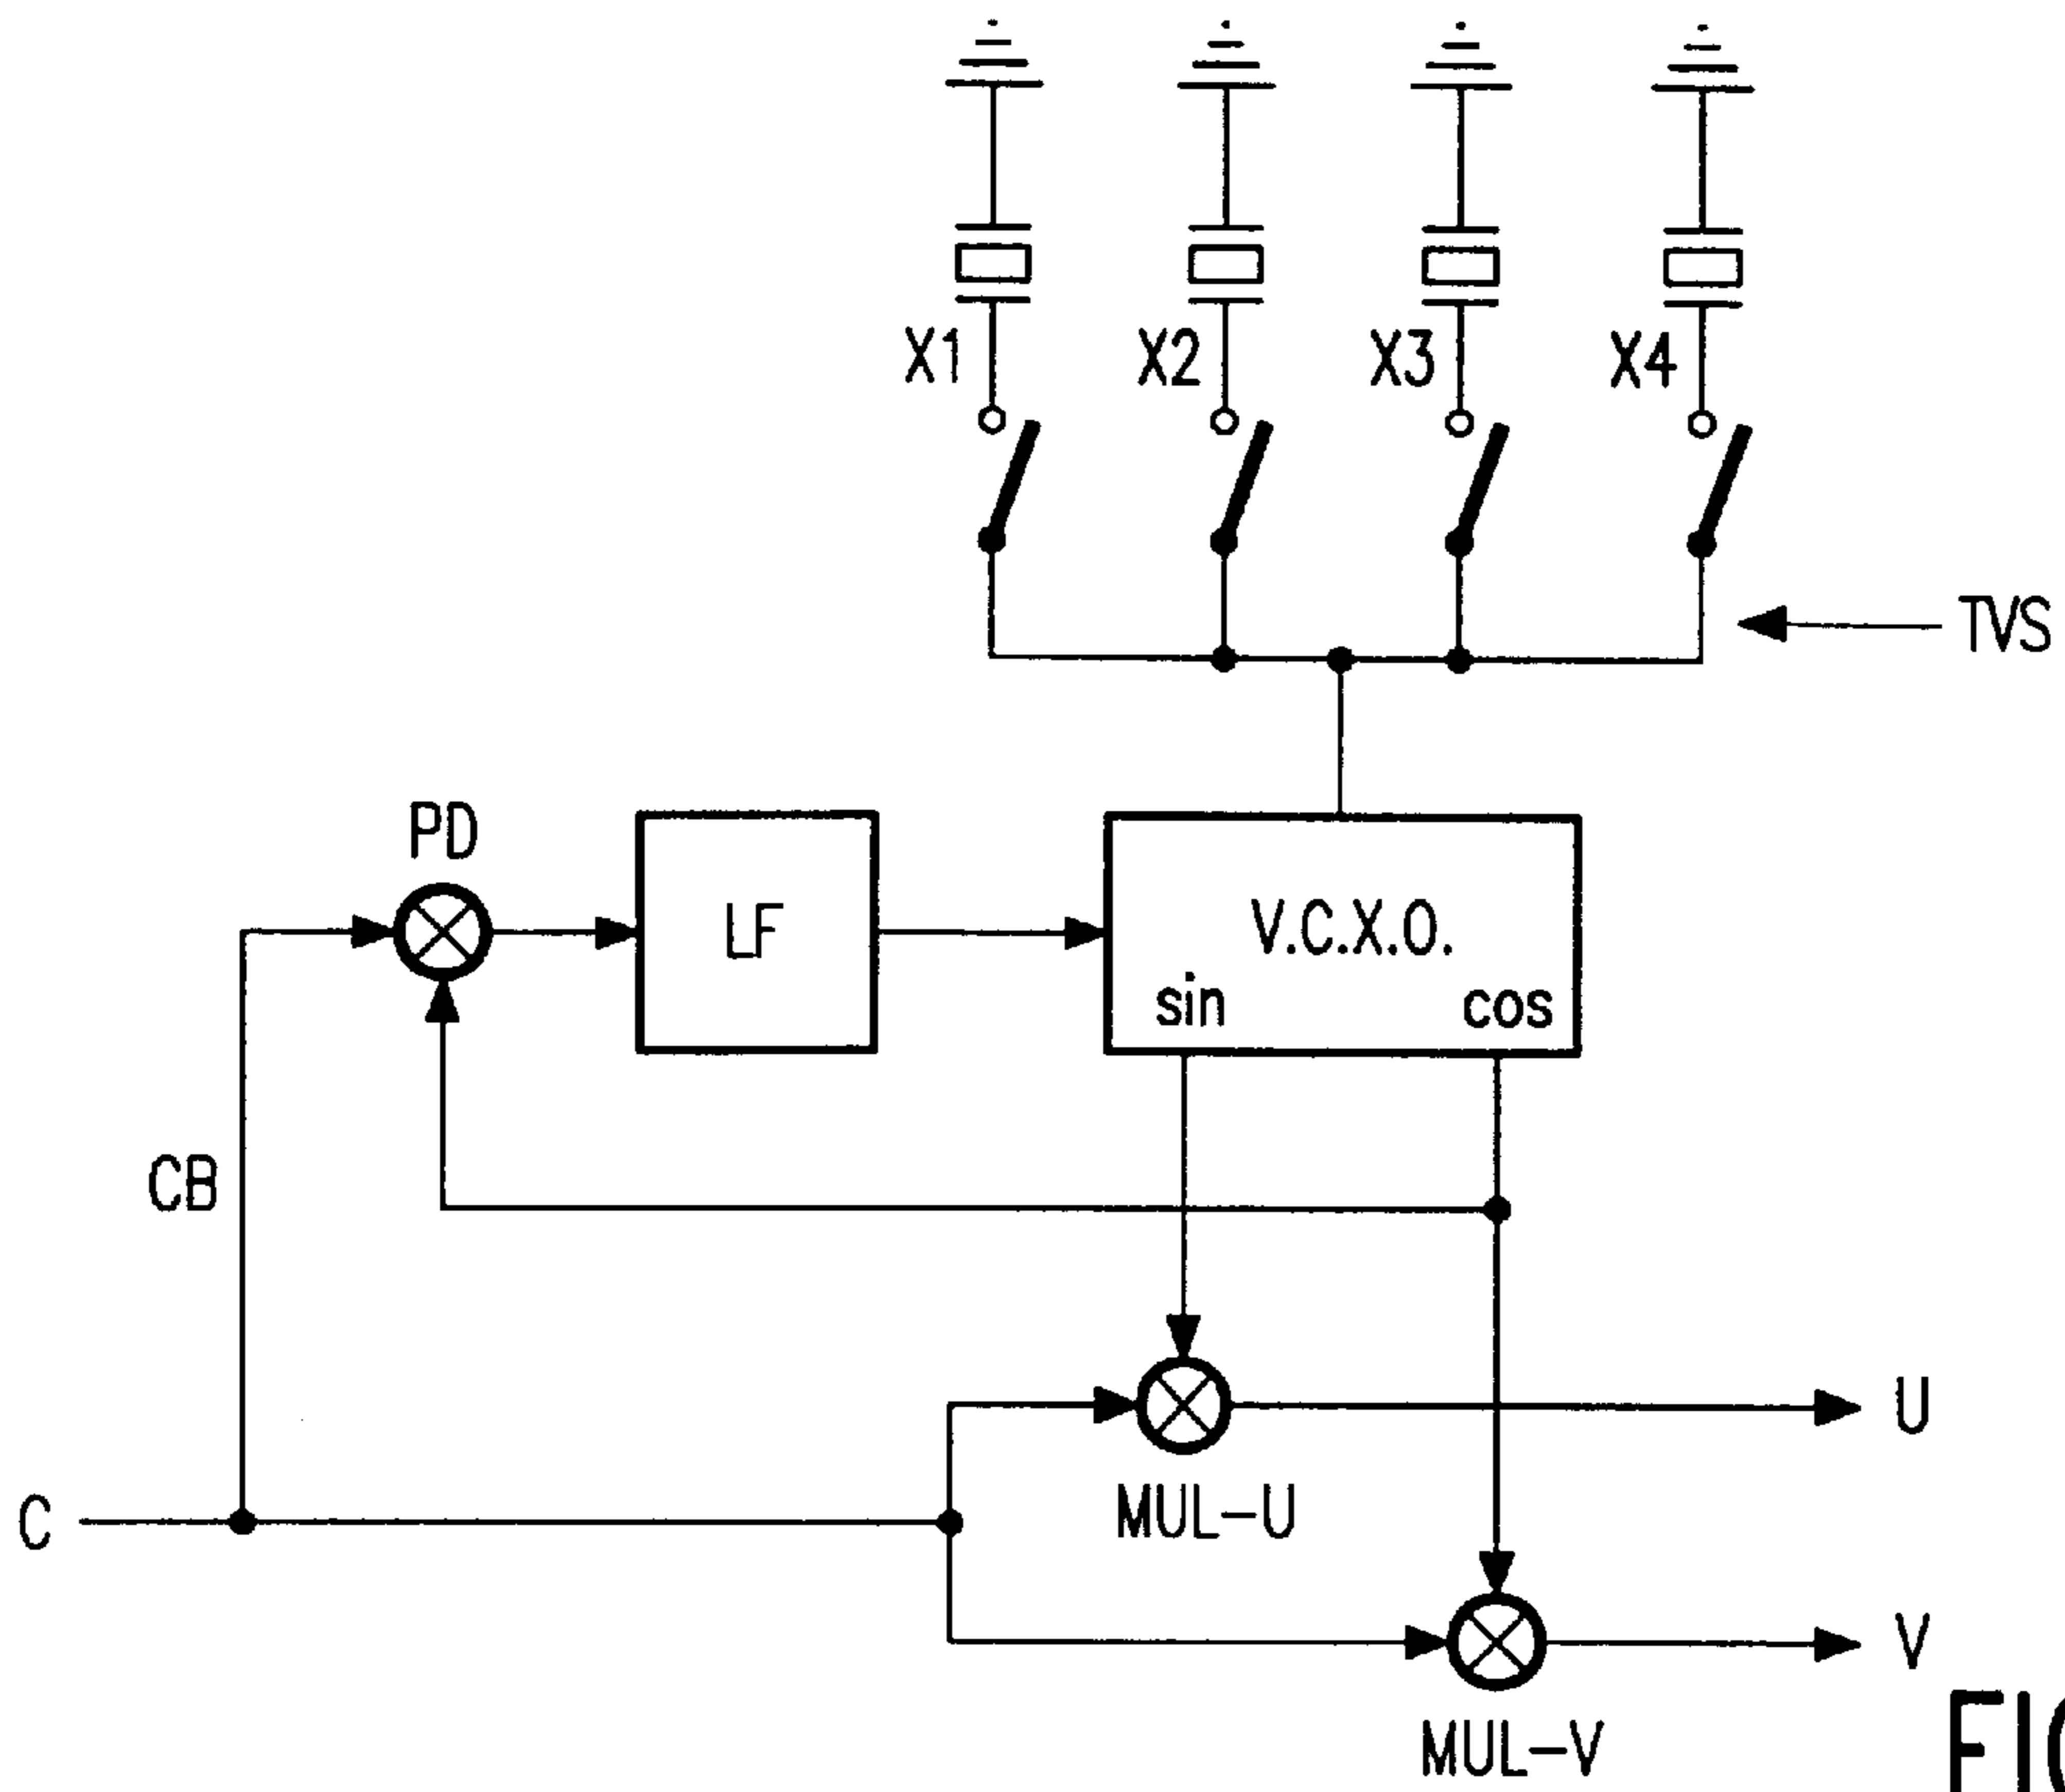 X1 X2 X3 X4
TVS
PD
LF
V.C.X.O.
sin cos
CB
U
MUL-U
C
V
MUL-V